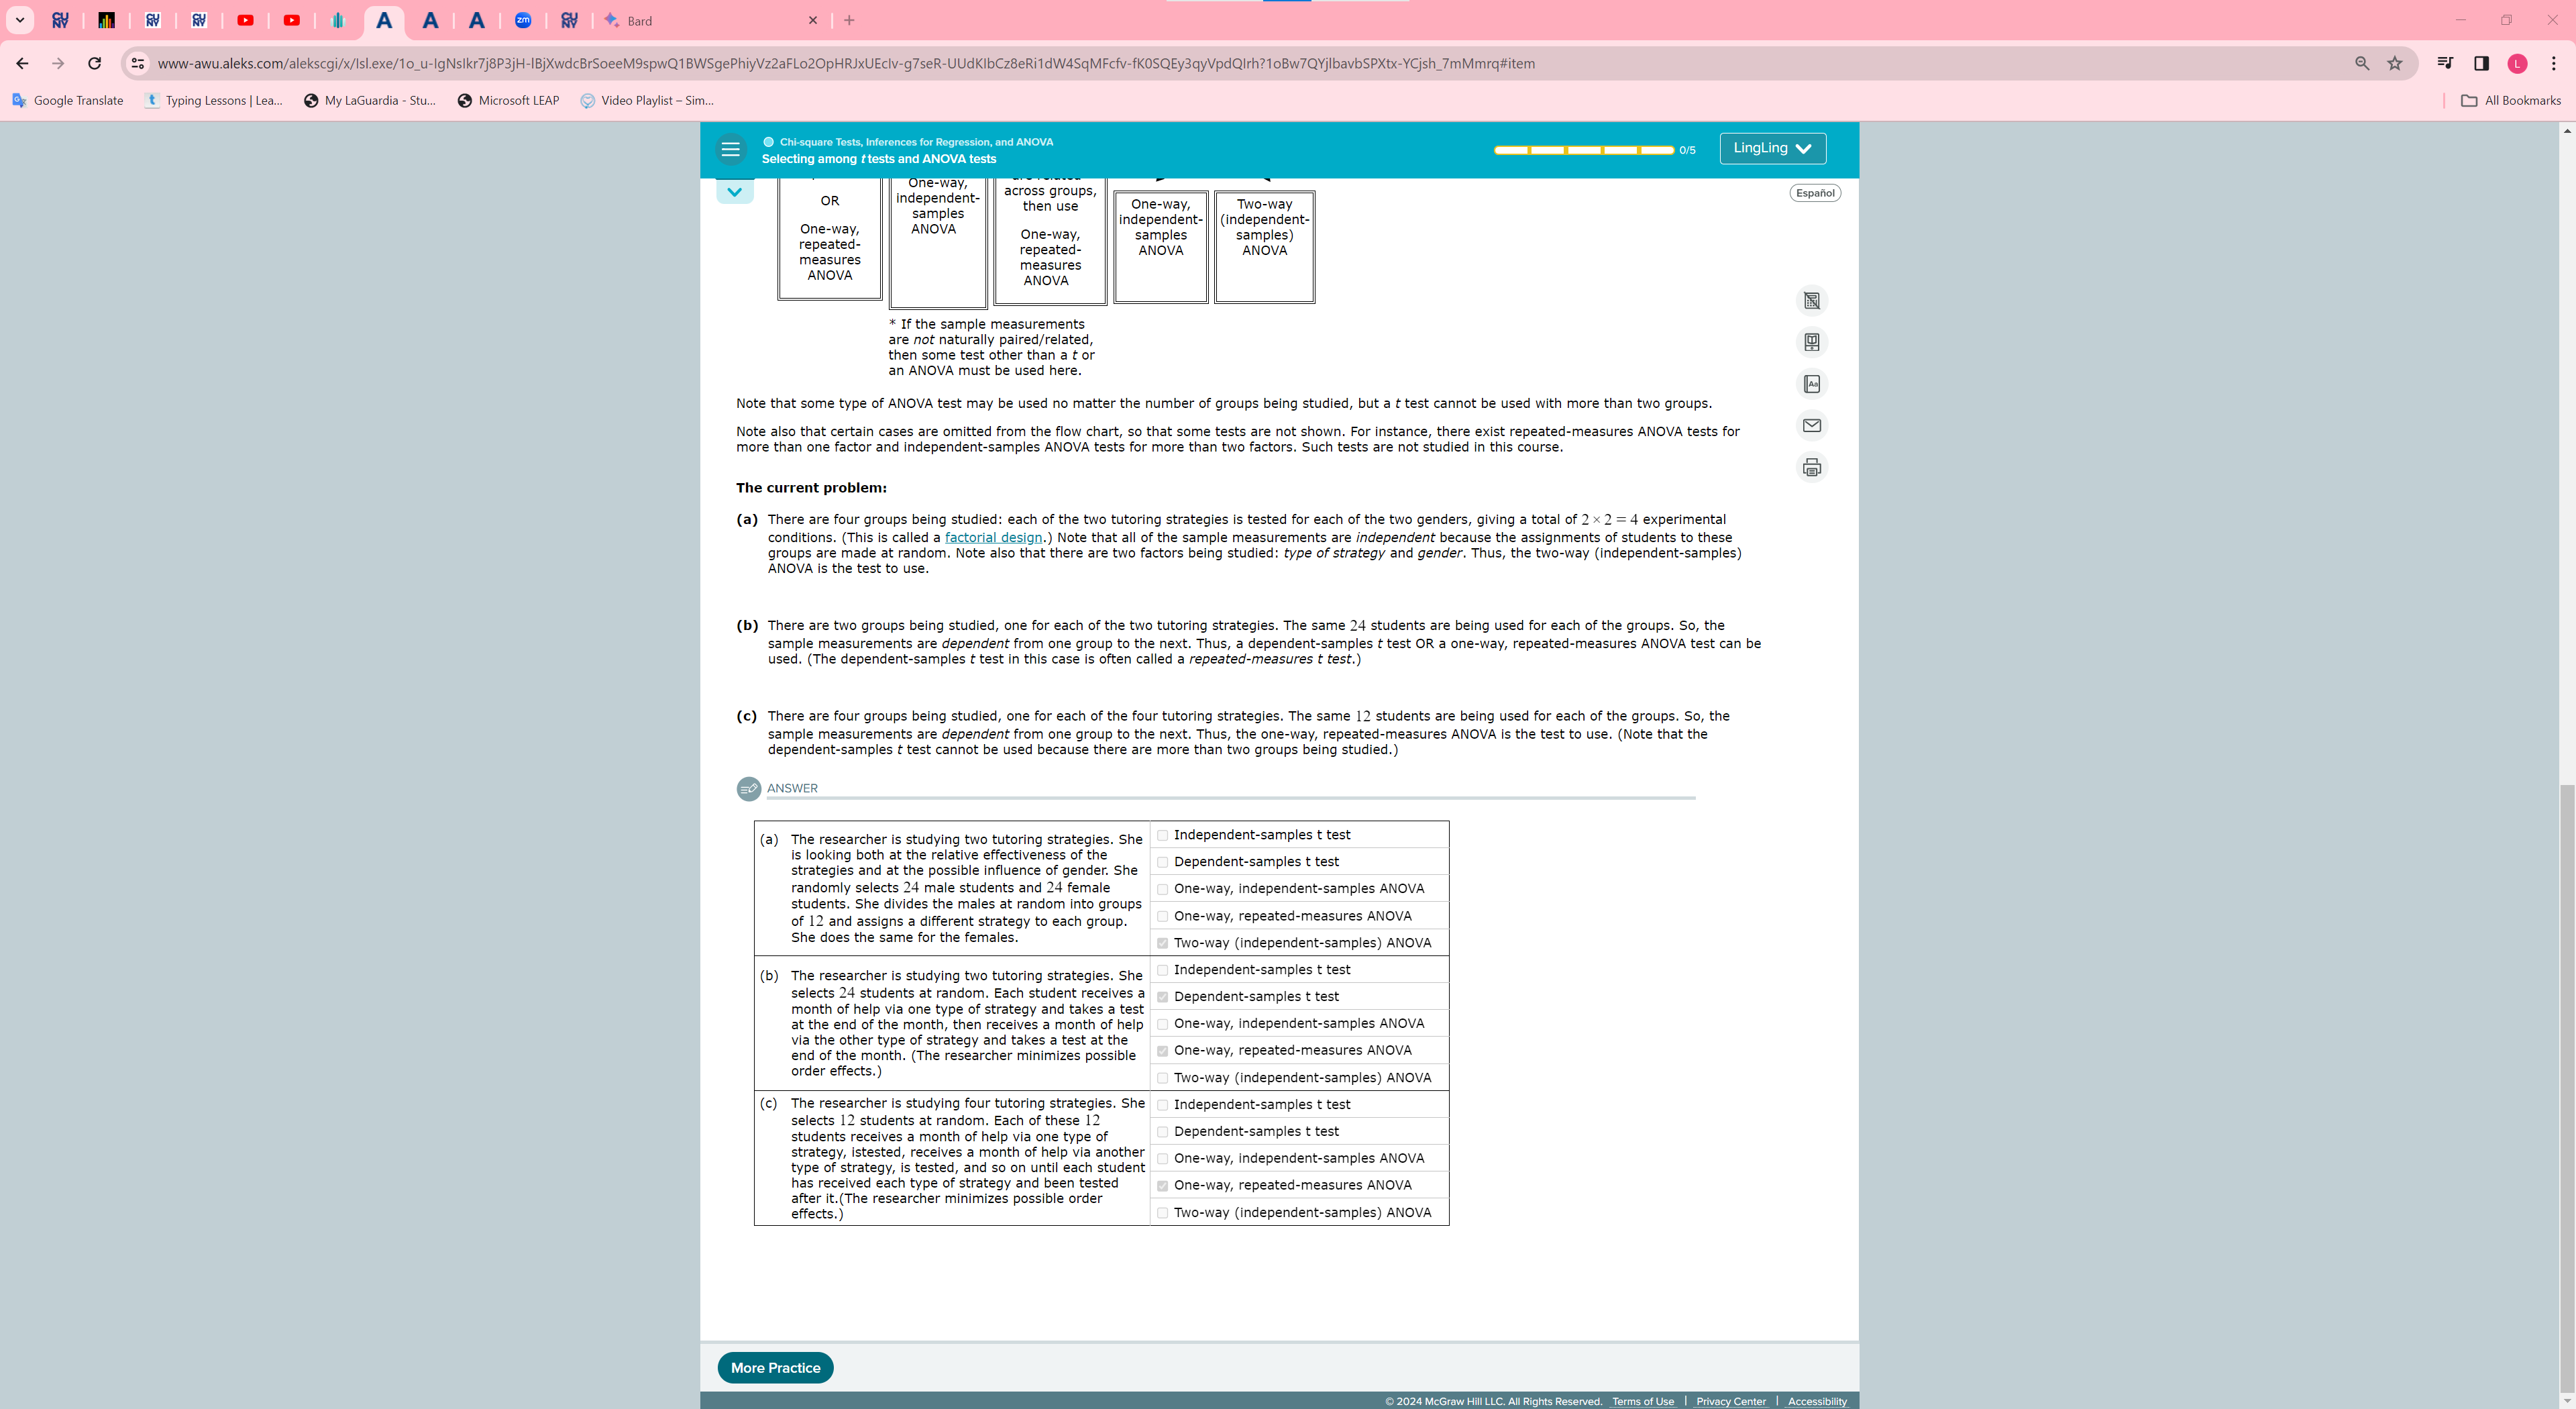 Bard
www-awu.aleks.com/alekscgi/x/Isl.exe/1o_u-IgNsIkr7j8P3jH-IBjXwdcBrSoeeM9spwQ1BWSgePhiyVz2aFLo2OpHRJxUEcIv-g7seR-UUdKIbCz8eRi1dW4SqMFcfv-fK0SQEy3qyVpdQIrh?1oBw7QYjlbavbSPXtx-YCjsh_7mMmrq#item
Google Translate
Typing Lessons | Lea...
My LaGuardia - Stu...
Microsoft LEAP
Video Playlist – Sim...
All Bookmarks
Chi-square Tests, Inferences for Regression, and ANOVA
Selecting among t tests and ANOVA tests
0/5
LingLing
Español
OR
One-way,
repeated-
measures
ANOVA
One-way,
independent-
samples
ANOVA
across groups,
then use
One-way,
repeated-
measures
ANOVA
One-way,
independent-
samples
ANOVA
Two-way
(independent-
samples)
ANOVA
* If the sample measurements
are not naturally paired/related,
then some test other than a t or
an ANOVA must be used here.
Note that some type of ANOVA test may be used no matter the number of groups being studied, but a t test cannot be used with more than two groups.
Note also that certain cases are omitted from the flow chart, so that some tests are not shown. For instance, there exist repeated-measures ANOVA tests for
more than one factor and independent-samples ANOVA tests for more than two factors. Such tests are not studied in this course.
The current problem:
(a) There are four groups being studied: each of the two tutoring strategies is tested for each of the two genders, giving a total of 2 × 2 = 4 experimental
conditions. (This is called a factorial design.) Note that all of the sample measurements are independent because the assignments of students to these
groups are made at random. Note also that there are two factors being studied: type of strategy and gender. Thus, the two-way (independent-samples)
ANOVA is the test to use.
(b) There are two groups being studied, one for each of the two tutoring strategies. The same 24 students are being used for each of the groups. So, the
sample measurements are dependent from one group to the next. Thus, a dependent-samples t test OR a one-way, repeated-measures ANOVA test can be
used. (The dependent-samples t test in this case is often called a repeated-measures t test.)
(c) There are four groups being studied, one for each of the four tutoring strategies. The same 12 students are being used for each of the groups. So, the
sample measurements are dependent from one group to the next. Thus, the one-way, repeated-measures ANOVA is the test to use. (Note that the
dependent-samples t test cannot be used because there are more than two groups being studied.)
ANSWER
(a) The researcher is studying two tutoring strategies. She
is looking both at the relative effectiveness of the
strategies and at the possible influence of gender. She
randomly selects 24 male students and 24 female
students. She divides the males at random into groups
of 12 and assigns a different strategy to each group.
She does the same for the females.
Independent-samples t test
Dependent-samples t test
One-way, independent-samples ANOVA
One-way, repeated-measures ANOVA
Two-way (independent-samples) ANOVA
(b) The researcher is studying two tutoring strategies. She
selects 24 students at random. Each student receives a
month of help via one type of strategy and takes a test
at the end of the month, then receives a month of help
via the other type of strategy and takes a test at the
end of the month. (The researcher minimizes possible
order effects.)
Independent-samples t test
Dependent-samples t test
One-way, independent-samples ANOVA
One-way, repeated-measures ANOVA
Two-way (independent-samples) ANOVA
(c) The researcher is studying four tutoring strategies. She
selects 12 students at random. Each of these 12
students receives a month of help via one type of
strategy, istested, receives a month of help via another
type of strategy, is tested, and so on until each student
has received each type of strategy and been tested
after it.(The researcher minimizes possible order
effects.)
Independent-samples t test
Dependent-samples t test
One-way, independent-samples ANOVA
One-way, repeated-measures ANOVA
Two-way (independent-samples) ANOVA
More Practice
© 2024 McGraw Hill LLC. All Rights Reserved. Terms of Use | Privacy Center | Accessibility